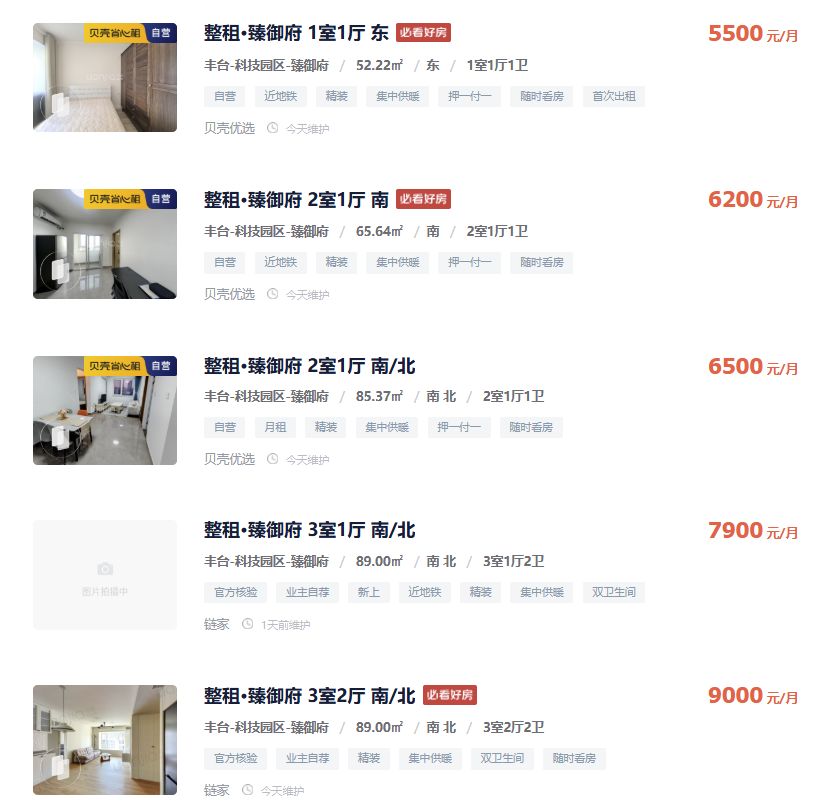 贝壳省心租 自营
整租·臻御府 1室1厅 东 必看好房
5500 元/月
丰台-科技园区-臻御府 / 52.22㎡ / 东 / 1室1厅1卫
自营 近地铁 精装 集中供暖 押一付一 随时看房 首次出租
贝壳优选 今天维护
贝壳省心租 自营
整租·臻御府 2室1厅 南 必看好房
6200 元/月
丰台-科技园区-臻御府 / 65.64㎡ / 南 / 2室1厅1卫
自营 近地铁 精装 集中供暖 押一付一 随时看房
贝壳优选 今天维护
贝壳省心租 自营
整租·臻御府 2室1厅 南/北
6500 元/月
丰台-科技园区-臻御府 / 85.37㎡ / 南 北 / 2室1厅1卫
自营 月租 精装 集中供暖 押一付一 随时看房
贝壳优选 今天维护
整租·臻御府 3室1厅 南/北
7900 元/月
丰台-科技园区-臻御府 / 89.00㎡ / 南 北 / 3室1厅2卫
图片拍摄中
官方核验 业主自荐 新上 近地铁 精装 集中供暖 双卫生间
链家 1天前维护
整租·臻御府 3室2厅 南/北 必看好房
9000 元/月
丰台-科技园区-臻御府 / 89.00㎡ / 南 北 / 3室2厅2卫
官方核验 业主自荐 精装 集中供暖 双卫生间 随时看房
链家 今天维护